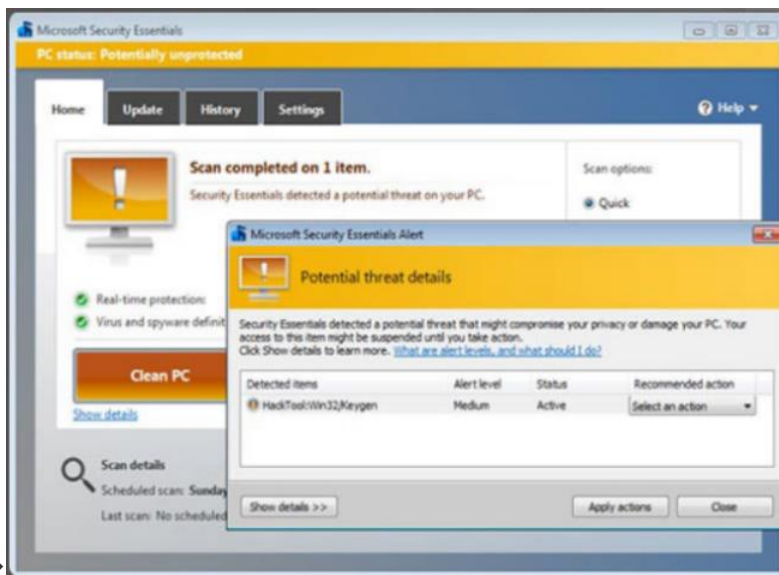 Microsoft Security Essentials
PC status: Potentially unprotected
Home Update History Settings Help
Scan completed on 1 item.
Security Essentials detected a potential threat on your PC.
Scan options:
Quick
Microsoft Security Essentials Alert
Potential threat details
Real-time protection:
Virus and spyware definit
Security Essentials detected a potential threat that might compromise your privacy or damage your PC. Your
access to this item might be suspended until you take action.
Click Show details to learn more. What are alert levels, and what should I do?
Clean PC
Show details
Detected items Alert level Status Recommended action
HackTool:Win32/Keygen Medium Active Select an action
Scan details
Scheduled scan: Sunday
Last scan: No scheduled
Show details >> Apply actions Close